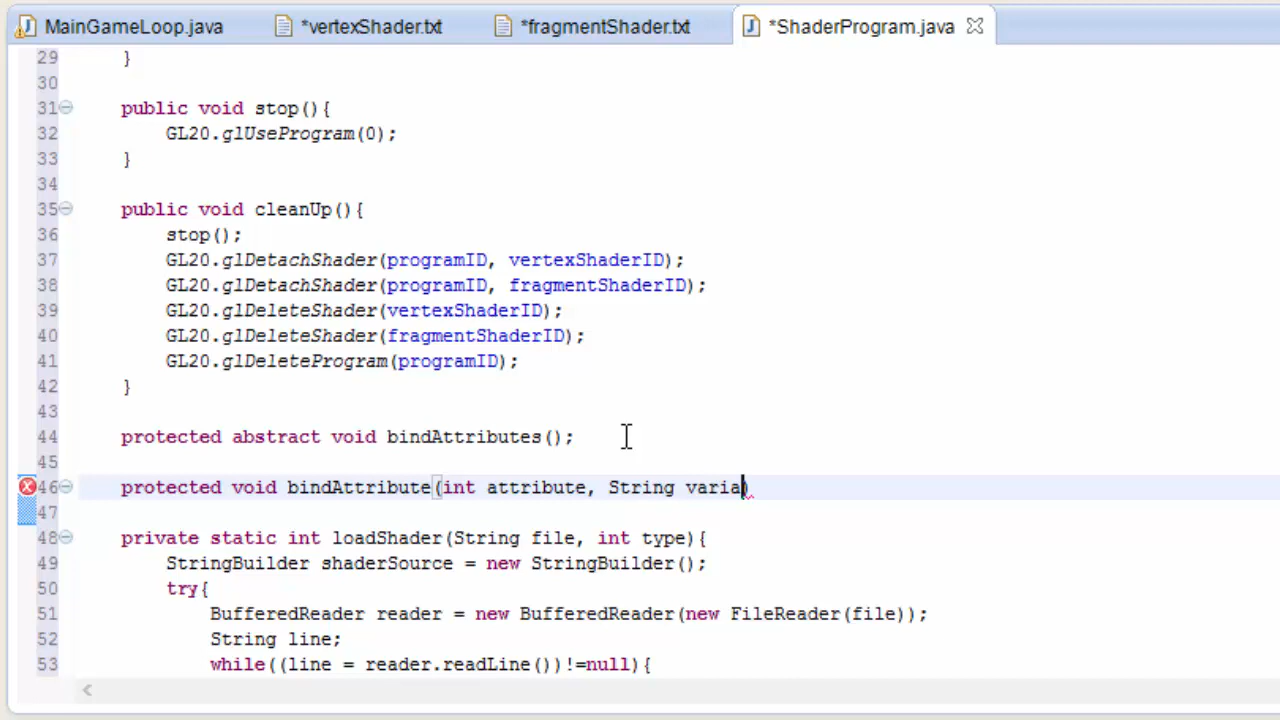 MainGameLoop.java *vertexShader.txt *fragmentShader.txt *ShaderProgram.java
29 }
30
31 public void stop(){
32 GL20.glUseProgram(0);
33 }
34
35 public void cleanUp(){
36 stop();
37 GL20.glDetachShader(programID, vertexShaderID);
38 GL20.glDetachShader(programID, fragmentShaderID);
39 GL20.glDeleteShader(vertexShaderID);
40 GL20.glDeleteShader(fragmentShaderID);
41 GL20.glDeleteProgram(programID);
42 }
43
44 protected abstract void bindAttributes();
45
46 protected void bindAttribute(int attribute, String varia)
47
48 private static int loadShader(String file, int type){
49 StringBuilder shaderSource = new StringBuilder();
50 try{
51 BufferedReader reader = new BufferedReader(new FileReader(file));
52 String line;
53 while((line = reader.readLine())!=null){